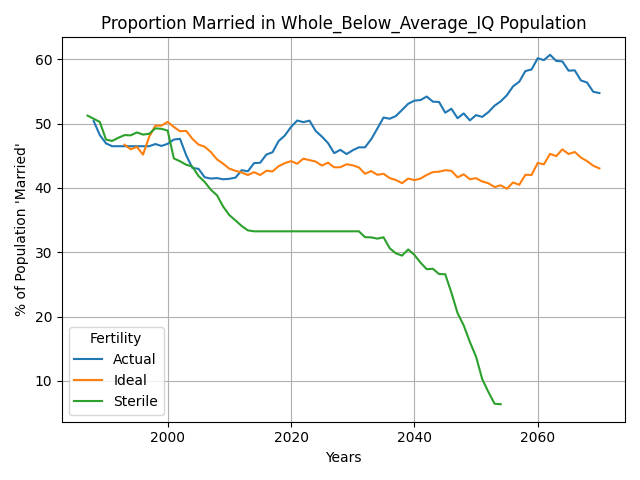 Proportion Married in Whole_Below_Average_IQ Population
% of Population 'Married'
60
50
40
30
20
10
Fertility
Actual
Ideal
Sterile
2000 2020 2040 2060
Years